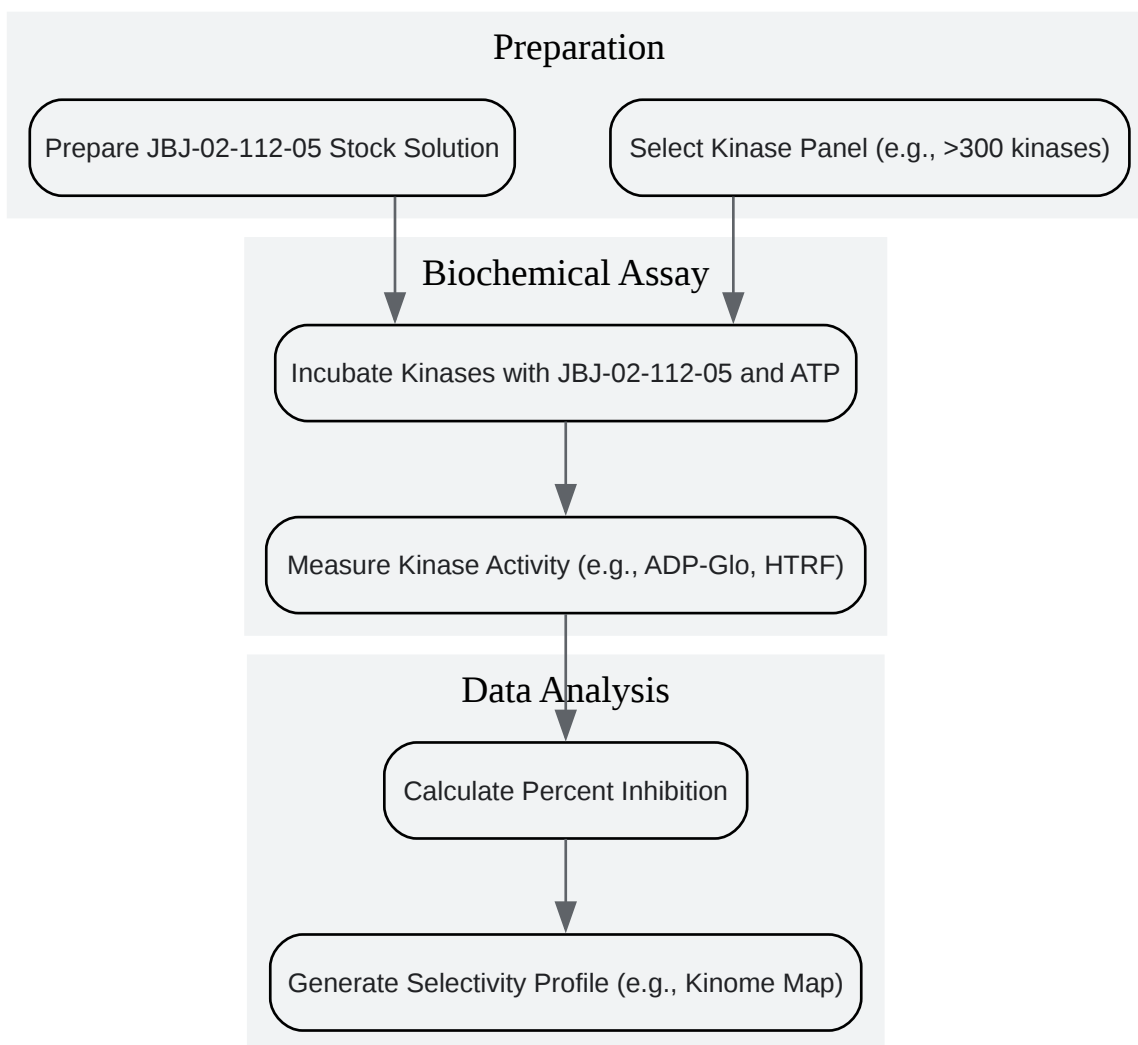 Preparation
Prepare JBJ-02-112-05 Stock Solution
Select Kinase Panel (e.g., >300 kinases)
Biochemical Assay
Incubate Kinases with JBJ-02-112-05 and ATP
Measure Kinase Activity (e.g., ADP-Glo, HTRF)
Data Analysis
Calculate Percent Inhibition
Generate Selectivity Profile (e.g., Kinome Map)